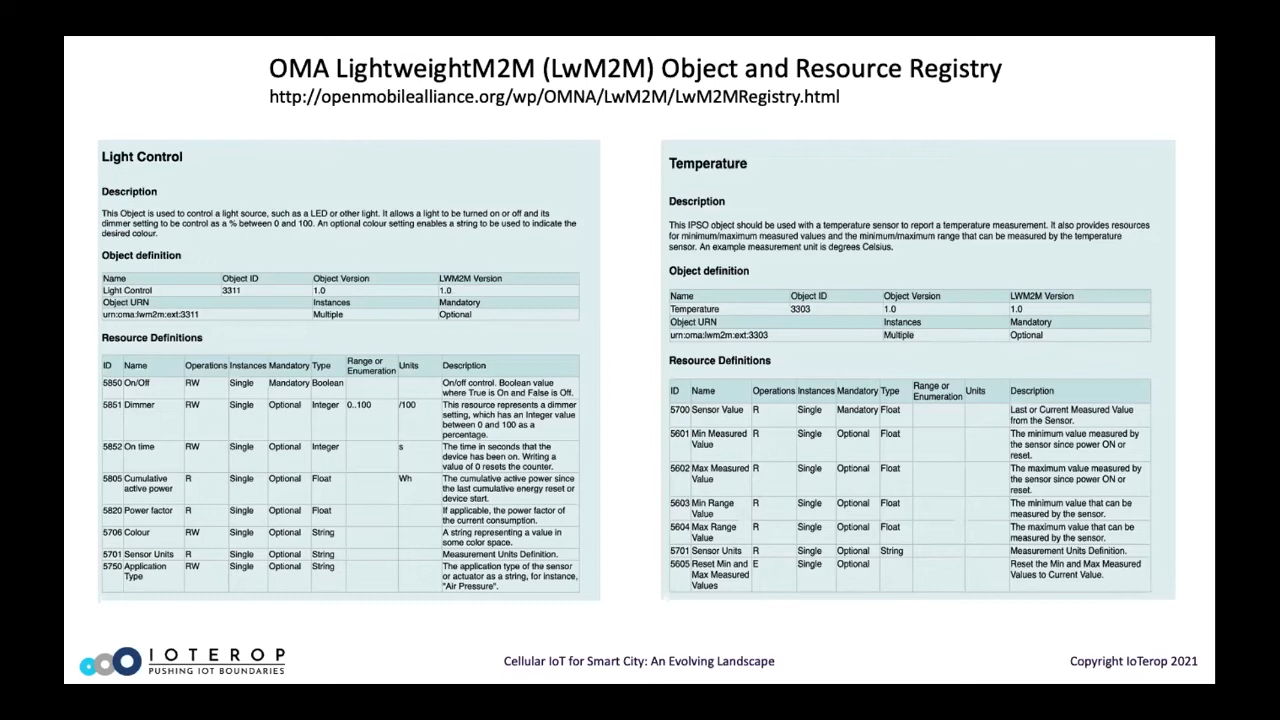 OMA LightweightM2M (LwM2M) Object and Resource Registry
http://openmobilealliance.org/wp/OMNA/LwM2M/LwM2MRegistry.html
Light Control
Description
This Object is used to control a light source, such as a LED or other light. It allows a light to be turned on or off and its
dimmer setting to be control as a % between 0 and 100. An optional colour setting enables a string to be used to indicate the
desired colour.
Object definition
Name Object ID Object Version LWM2M Version
Light Control 3311 1.0 1.0
Object URN Instances Mandatory
urn:oma:lwm2m:ext:3311 Multiple Optional
Resource Definitions
ID Name Operations Instances Mandatory Type Range or Enumeration Units Description
5850 On/Off RW Single Mandatory Boolean On/off control. Boolean value
where True is On and False is Off.
5851 Dimmer RW Single Optional Integer 0..100 /100 This resource represents a dimmer
setting, which has an Integer value
between 0 and 100 as a
percentage.
5852 On time RW Single Optional Integer s The time in seconds that the
device has been on. Writing a
value of 0 resets the counter.
5805 Cumulative active power R Single Optional Float Wh The cumulative active power since
the last cumulative energy reset or
device start.
5820 Power factor R Single Optional Float If applicable, the power factor of
the current consumption.
5706 Colour RW Single Optional String A string representing a value in
some color space.
5701 Sensor Units R Single Optional String Measurement Units Definition.
5750 Application Type RW Single Optional String The application type of the sensor
or actuator as a string, for instance,
"Air Pressure".
Temperature
Description
This IPSO object should be used with a temperature sensor to report a temperature measurement. It also provides resources
for minimum/maximum measured values and the minimum/maximum range that can be measured by the temperature
sensor. An example measurement unit is degrees Celsius.
Object definition
Name Object ID Object Version LWM2M Version
Temperature 3303 1.0 1.0
Object URN Instances Mandatory
urn:oma:lwm2m:ext:3303 Multiple Optional
Resource Definitions
ID Name Operations Instances Mandatory Type Range or Enumeration Units Description
5700 Sensor Value R Single Mandatory Float Last or Current Measured Value
from the Sensor.
5601 Min Measured Value R Single Optional Float The minimum value measured by
the sensor since power ON or
reset.
5602 Max Measured Value R Single Optional Float The maximum value measured by
the sensor since power ON or
reset.
5603 Min Range Value R Single Optional Float The minimum value that can be
measured by the sensor.
5604 Max Range Value R Single Optional Float The maximum value that can be
measured by the sensor.
5701 Sensor Units R Single Optional String Measurement Units Definition.
5605 Reset Min and Max Measured Values E Single Optional Reset the Min and Max Measured
Values to Current Value.
IOTEROP
PUSHING IOT BOUNDARIES
Cellular IoT for Smart City: An Evolving Landscape
Copyright IoTerop 2021